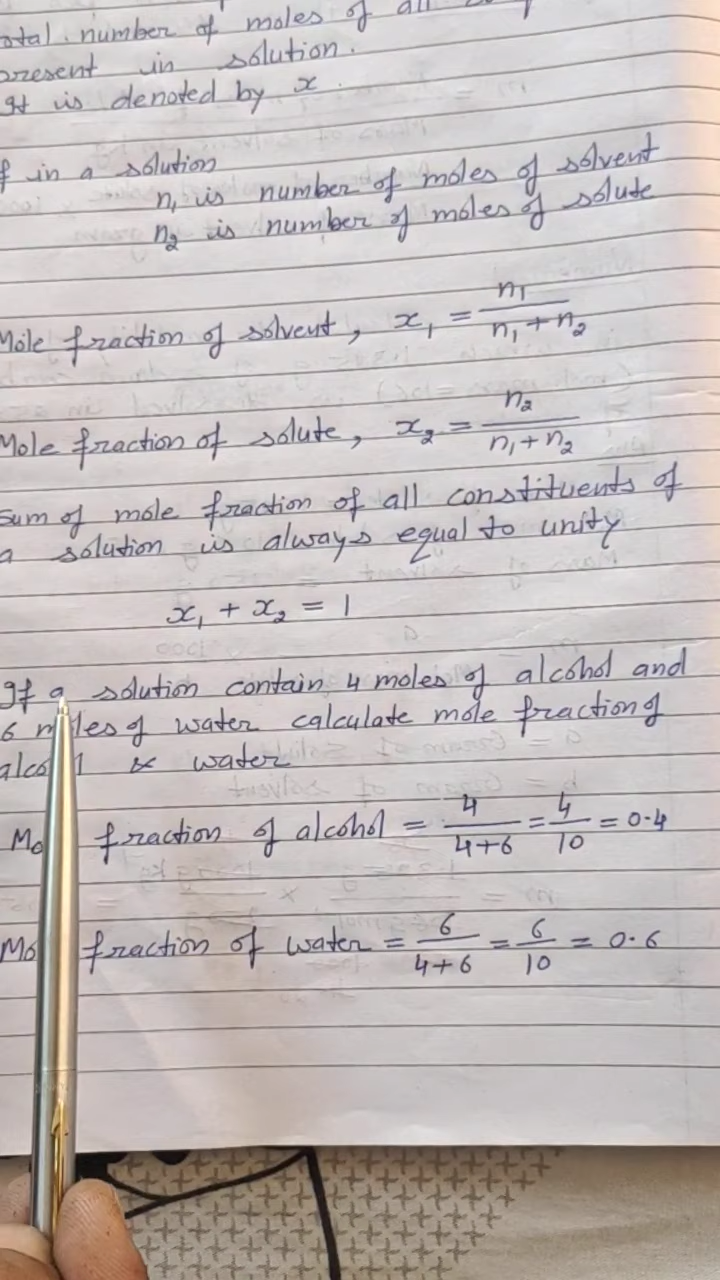 otal number of moles of all
present in solution.
It is denoted by x.
f in a solution
n₁ is number of moles of solvent
n₂ is number of moles of solute
Mole fraction of solvent, x₁ = n₁ / n₁ + n₂
Mole fraction of solute, x₂ = n₂ / n₁ + n₂
Sum of mole fraction of all constituents of
a solution is always equal to unity
x₁ + x₂ = 1
If a solution contain 4 moles of alcohol and
6 moles of water calculate mole fraction of
alcohol & water
Mo fraction of alcohol = 4 / 4+6 = 4 / 10 = 0.4
Mo fraction of water = 6 / 4+6 = 6 / 10 = 0.6